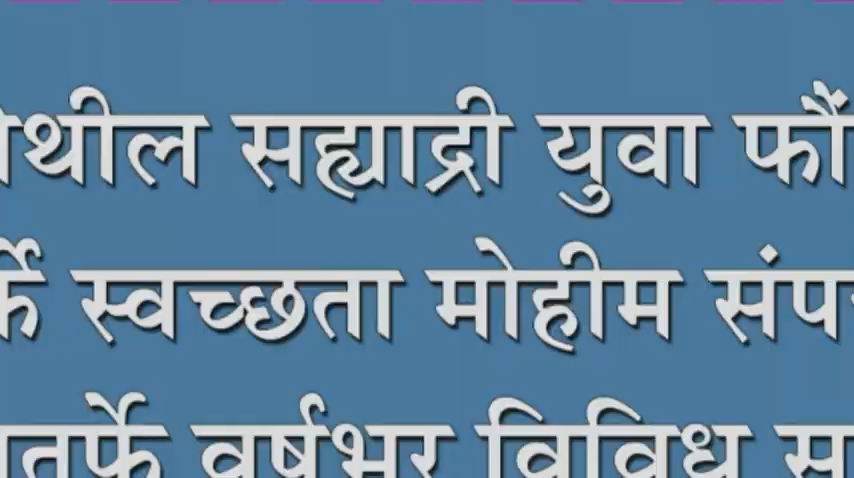 येथील सह्याद्री युवा फौं
र्फे स्वच्छता मोहीम संप
तर्फे वर्षभर विविध स